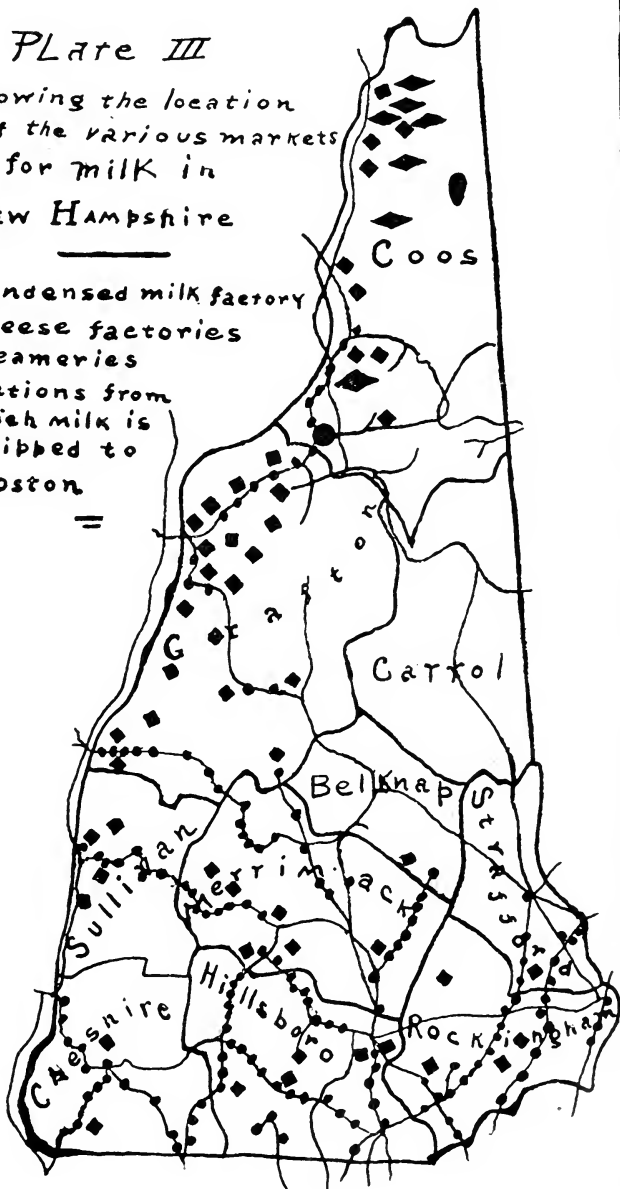 PLate III
owing the location
f the various markets
for milk in
ew HAmpshire
ndensed milk factory
eese factories
eameries
ations from
ich milk is
ipped to
oston
Coos
Grafton
Carrol
Belknap
Strafford
Sullivan
Merrimack
Hillsboro
Rockingham
Cheshire